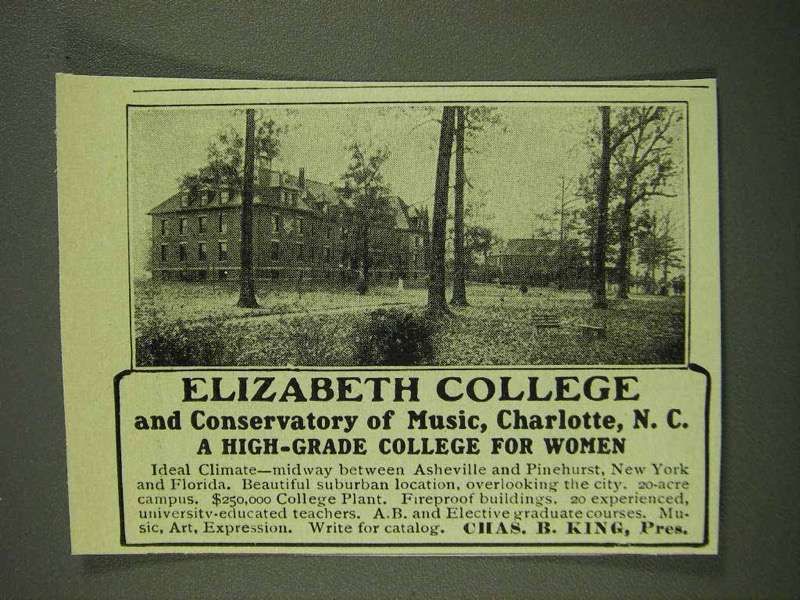 ELIZABETH COLLEGE
and Conservatory of Music, Charlotte, N. C.
A HIGH-GRADE COLLEGE FOR WOMEN
Ideal Climate—midway between Asheville and Pinehurst, New York
and Florida. Beautiful suburban location, overlooking the city. 20-acre
campus. $250,000 College Plant. Fireproof buildings. 20 experienced,
university-educated teachers. A.B. and Elective graduate courses. Mu-
sic, Art, Expression. Write for catalog. CHAS. B. KING, Pres.